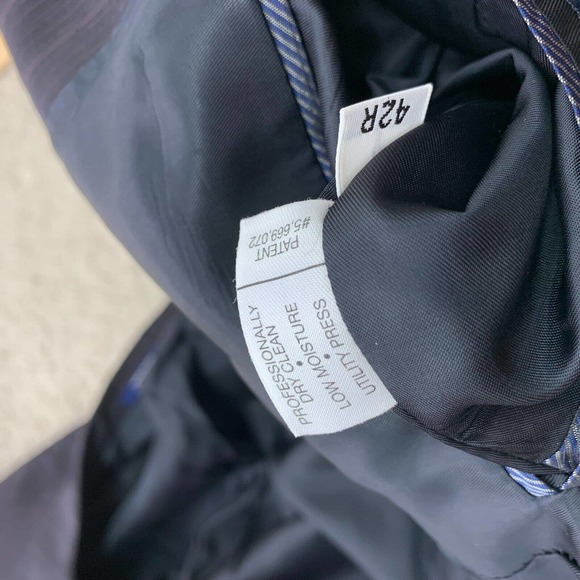 42R
PATENT
#5,669,072
PROFESSIONALLY
DRY CLEAN
LOW MOISTURE
•
UTILITY PRESS